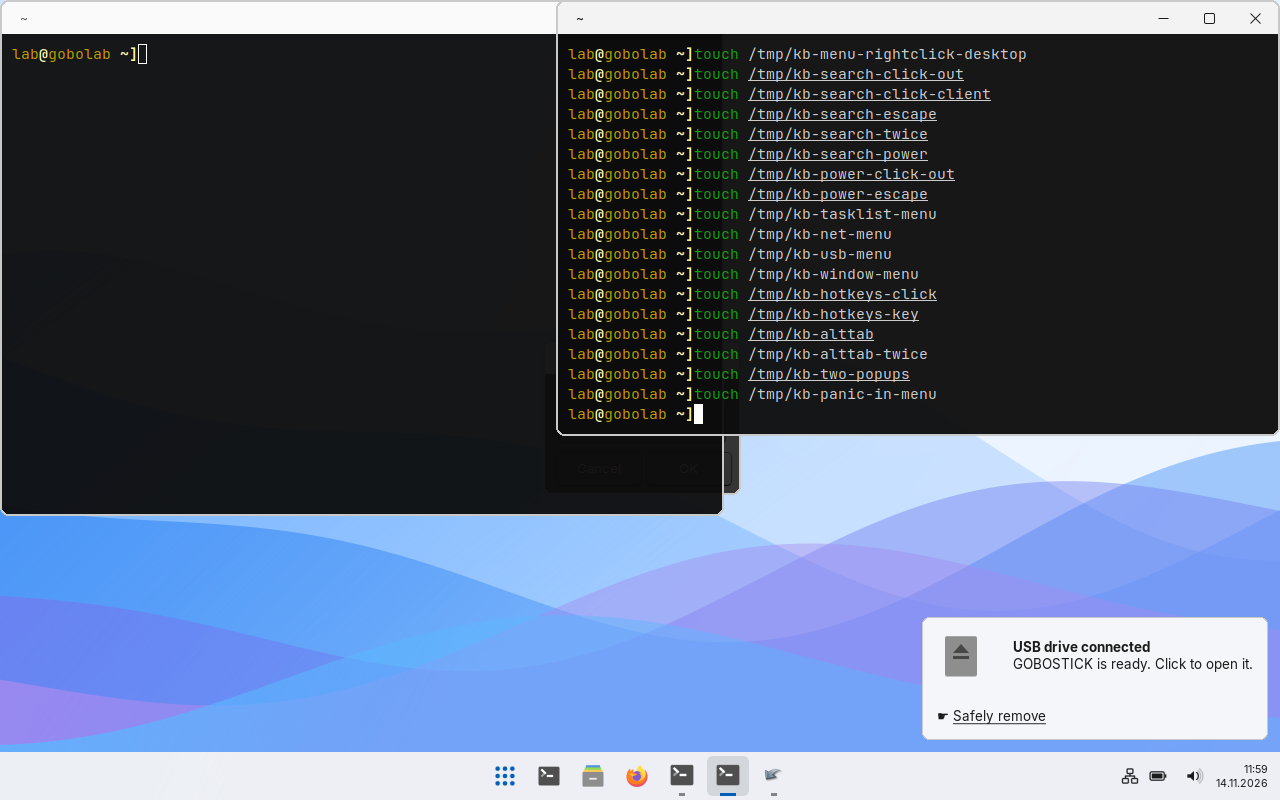 ~
lab@gobolab ~]
~
lab@gobolab ~]touch /tmp/kb-menu-rightclick-desktop
lab@gobolab ~]touch /tmp/kb-search-click-out
lab@gobolab ~]touch /tmp/kb-search-click-client
lab@gobolab ~]touch /tmp/kb-search-escape
lab@gobolab ~]touch /tmp/kb-search-twice
lab@gobolab ~]touch /tmp/kb-search-power
lab@gobolab ~]touch /tmp/kb-power-click-out
lab@gobolab ~]touch /tmp/kb-power-escape
lab@gobolab ~]touch /tmp/kb-tasklist-menu
lab@gobolab ~]touch /tmp/kb-net-menu
lab@gobolab ~]touch /tmp/kb-usb-menu
lab@gobolab ~]touch /tmp/kb-window-menu
lab@gobolab ~]touch /tmp/kb-hotkeys-click
lab@gobolab ~]touch /tmp/kb-hotkeys-key
lab@gobolab ~]touch /tmp/kb-alttab
lab@gobolab ~]touch /tmp/kb-alttab-twice
lab@gobolab ~]touch /tmp/kb-two-popups
lab@gobolab ~]touch /tmp/kb-panic-in-menu
lab@gobolab ~]
Cancel OK
USB drive connected
GOBOSTICK is ready. Click to open it.
☛ Safely remove
11:59
14.11.2026